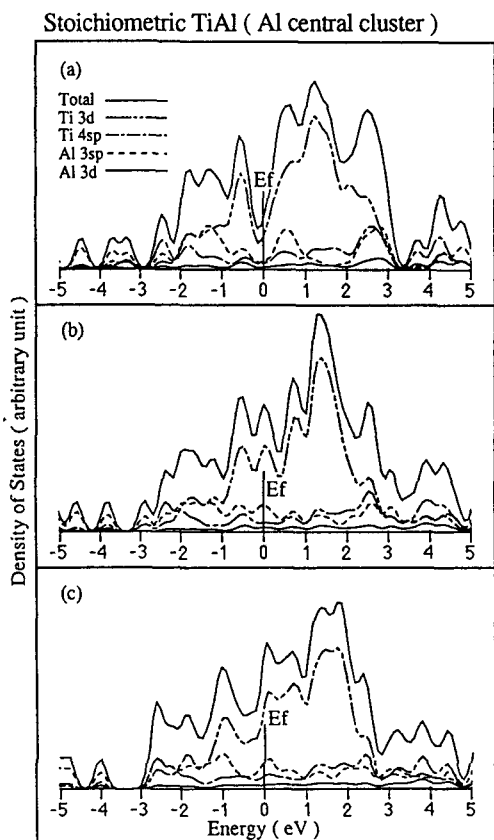 Stoichiometric TiAl ( Al central cluster )
(a)
Total
Ti 3d
Ti 4sp
Al 3sp
Al 3d
Ef
-5 -4 -3 -2 -1 0 1 2 3 4 5
(b)
Ef
-5 -4 -3 -2 -1 0 1 2 3 4 5
(c)
Ef
-5 -4 -3 -2 -1 0 1 2 3 4 5
Energy ( eV )
Density of States ( arbitrary unit )